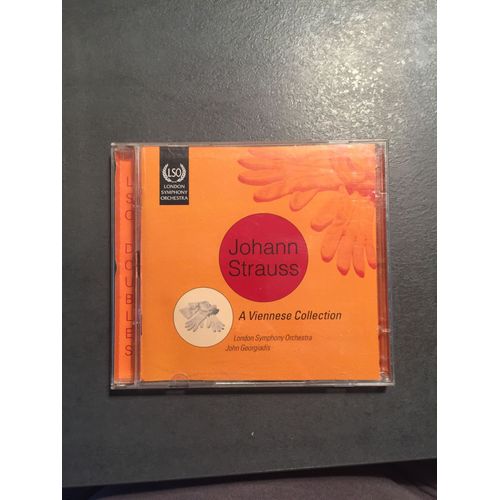 LSO
LONDON
SYMPHONY
ORCHESTRA
Johann
Strauss
A Viennese Collection
London Symphony Orchestra
John Georgiadis
LSO DOUBLES